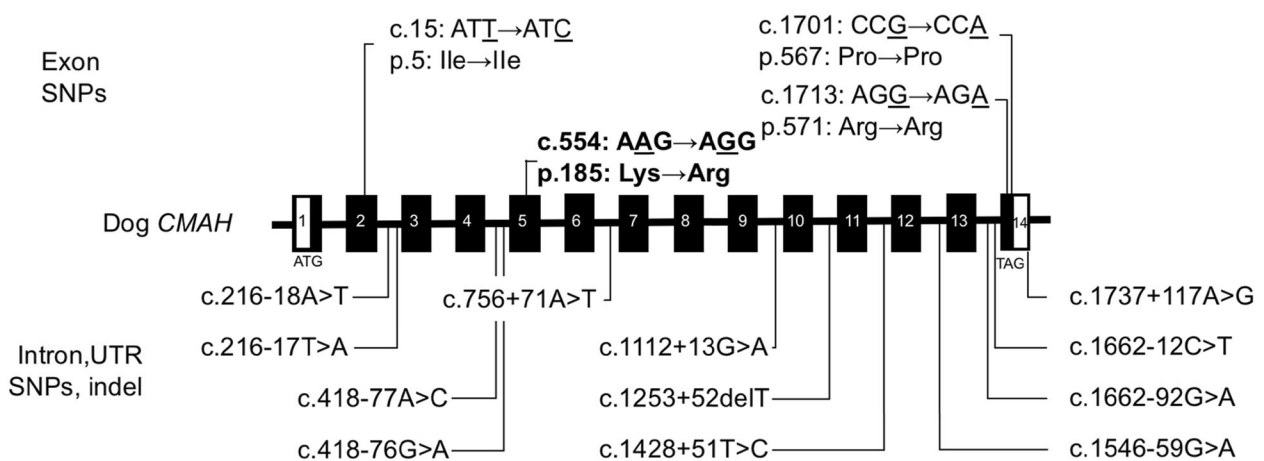 Exon
SNPs
c.15: ATT→ATC
p.5: Ile→Ile
c.554: AAG→AGG
p.185: Lys→Arg
c.1701: CCG→CCA
p.567: Pro→Pro
c.1713: AGG→AGA
p.571: Arg→Arg
Dog CMAH
1 2 3 4 5 6 7 8 9 10 11 12 13 14
ATG
TAG
Intron,UTR
SNPs, indel
c.216-18A>T
c.216-17T>A
c.418-77A>C
c.418-76G>A
c.756+71A>T
c.1112+13G>A
c.1253+52delT
c.1428+51T>C
c.1737+117A>G
c.1662-12C>T
c.1662-92G>A
c.1546-59G>A